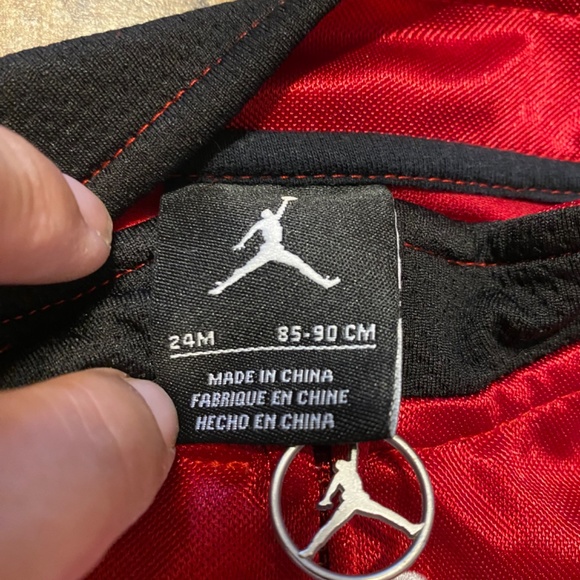 24M 85-90 CM
MADE IN CHINA
FABRIQUE EN CHINE
HECHO EN CHINA